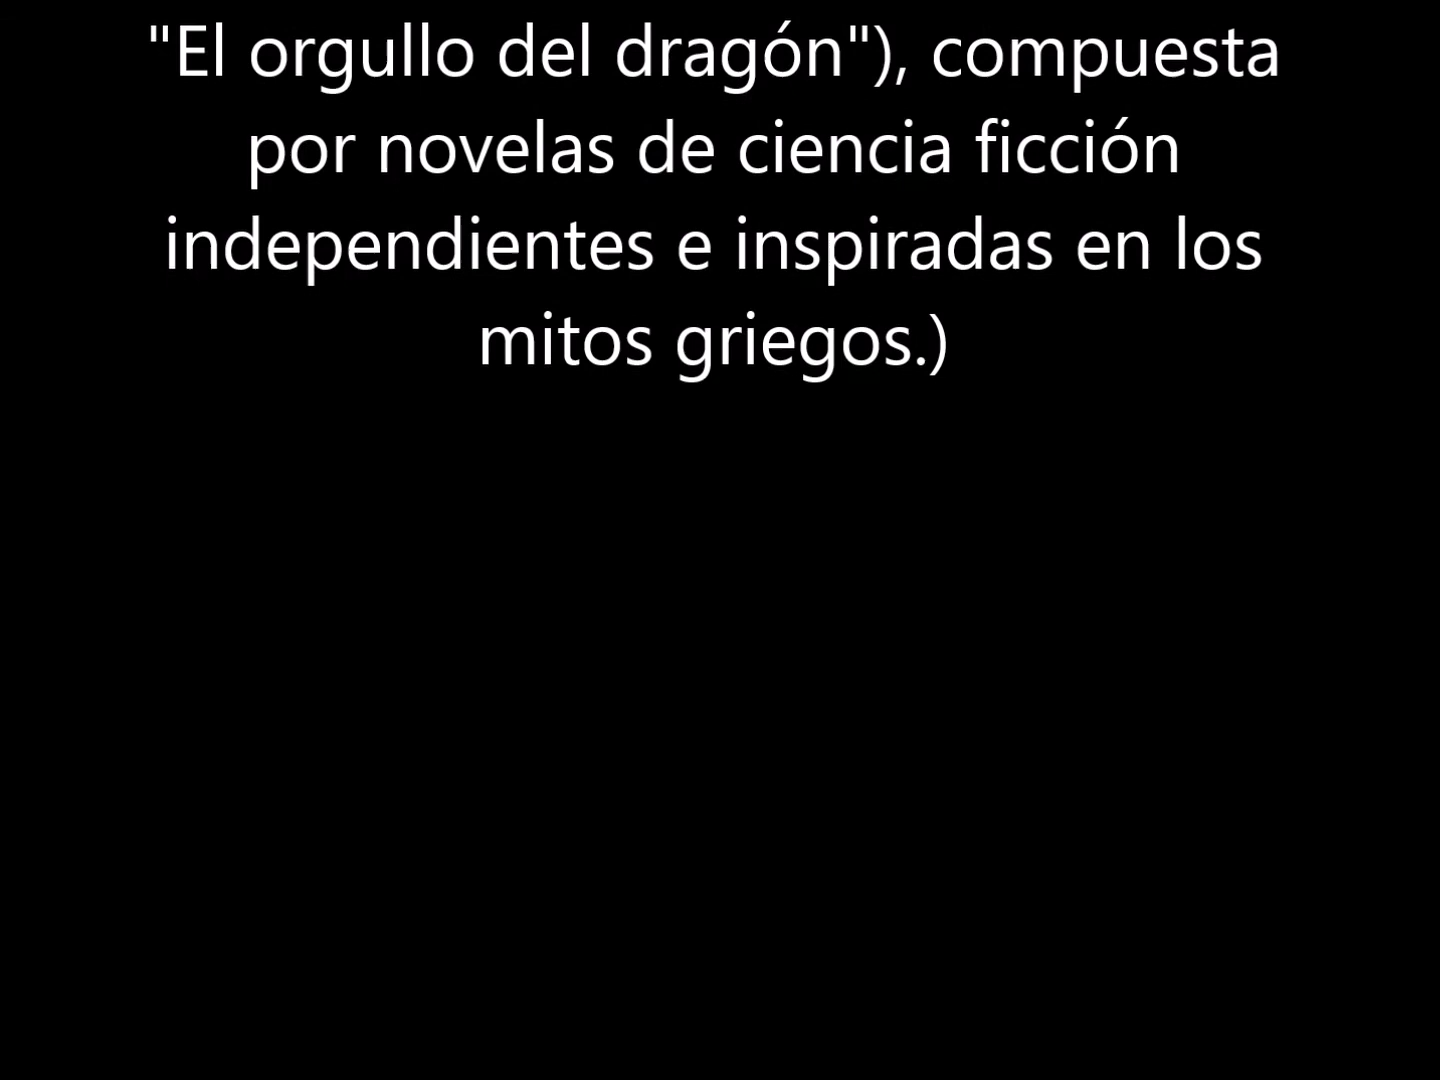 "El orgullo del dragón"), compuesta
por novelas de ciencia ficción
independientes e inspiradas en los
mitos griegos.)